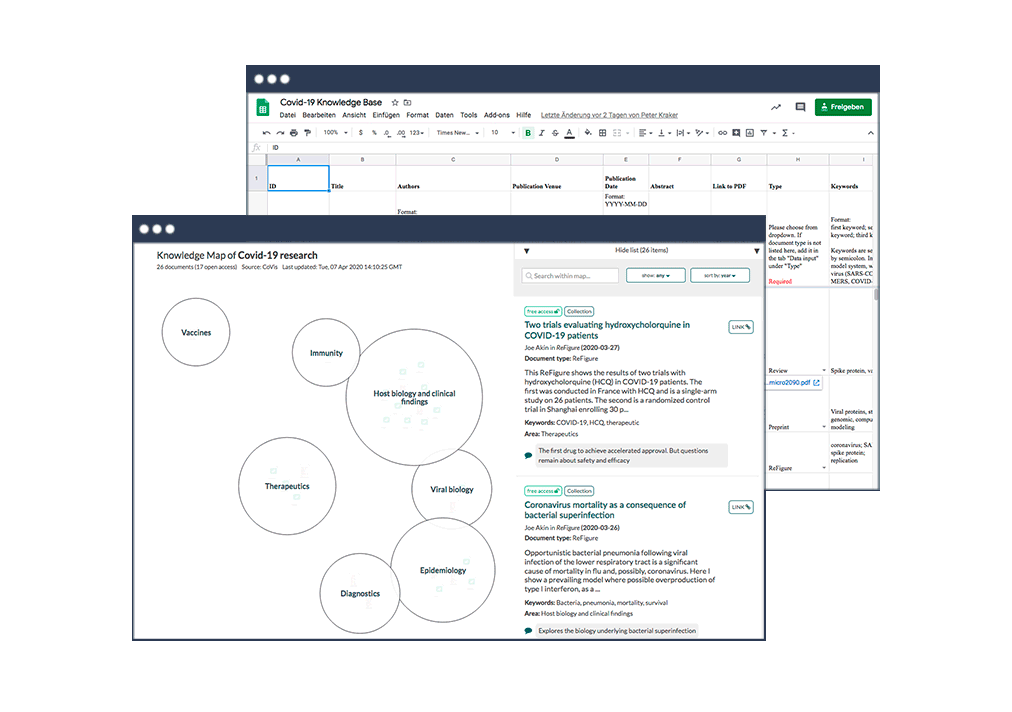 Covid-19 Knowledge Base
Datei Bearbeiten Ansicht Einfügen Format Daten Tools Add-ons Hilfe Letzte Änderung vor 2 Tagen von Peter Kraker
Freigeben
100% $ % .0 .00 123 Times New... 10 B I S A
fx ID
A B C D E F G H I
1
ID
Title
Authors
Publication Venue
Publication
Date
Abstract
Link to PDF
Type
Keywords
Format:
Format:
YYYY-MM-DD
Please choose from
dropdown. If
document type is not
listed here, add it in
the tab "Data input"
under "Type"
Required
Format:
first keyword; se
keyword; third k
Keywords are se
by semicolon. In
model system, w
virus (SARS-CC
MERS, COVID-
Review
Spike protein, va
...micro2090.pdf
Preprint
Viral proteins, st
genomic, compu
modeling
ReFigure
coronavirus; SA
spike protein;
replication
Knowledge Map of Covid-19 research
26 documents (17 open access) Source: CoVis Last updated: Tue, 07 Apr 2020 14:10:25 GMT
Vaccines
Immunity
Host biology and clinical
findings
Therapeutics
Viral biology
Epidemiology
Diagnostics
Hide list (26 items)
Search within map...
show: any
sort by: year
free access
Collection
Two trials evaluating hydroxycholorquine in
COVID-19 patients
LINK
Joe Akin in ReFigure (2020-03-27)
Document type: ReFigure
This ReFigure shows the results of two trials with
hydroxycholorquine (HCQ) in COVID-19 patients. The
first was conducted in France with HCQ and is a single-arm
study on 26 patients. The second is a randomized control
trial in Shanghai enrolling 30 p...
Keywords: COVID-19, HCQ, therapeutic
Area: Therapeutics
The first drug to achieve accelerated approval. But questions
remain about safety and efficacy
free access
Collection
Coronavirus mortality as a consequence of
bacterial superinfection
LINK
Joe Akin in ReFigure (2020-03-26)
Document type: ReFigure
Opportunistic bacterial pneumonia following viral
infection of the lower respiratory tract is a significant
cause of mortality in flu and, possibly, coronavirus. Here I
show a prevailing model where possible overproduction of
type I interferon, as a ...
Keywords: Bacteria, pneumonia, mortality, survival
Area: Host biology and clinical findings
Explores the biology underlying bacterial superinfection